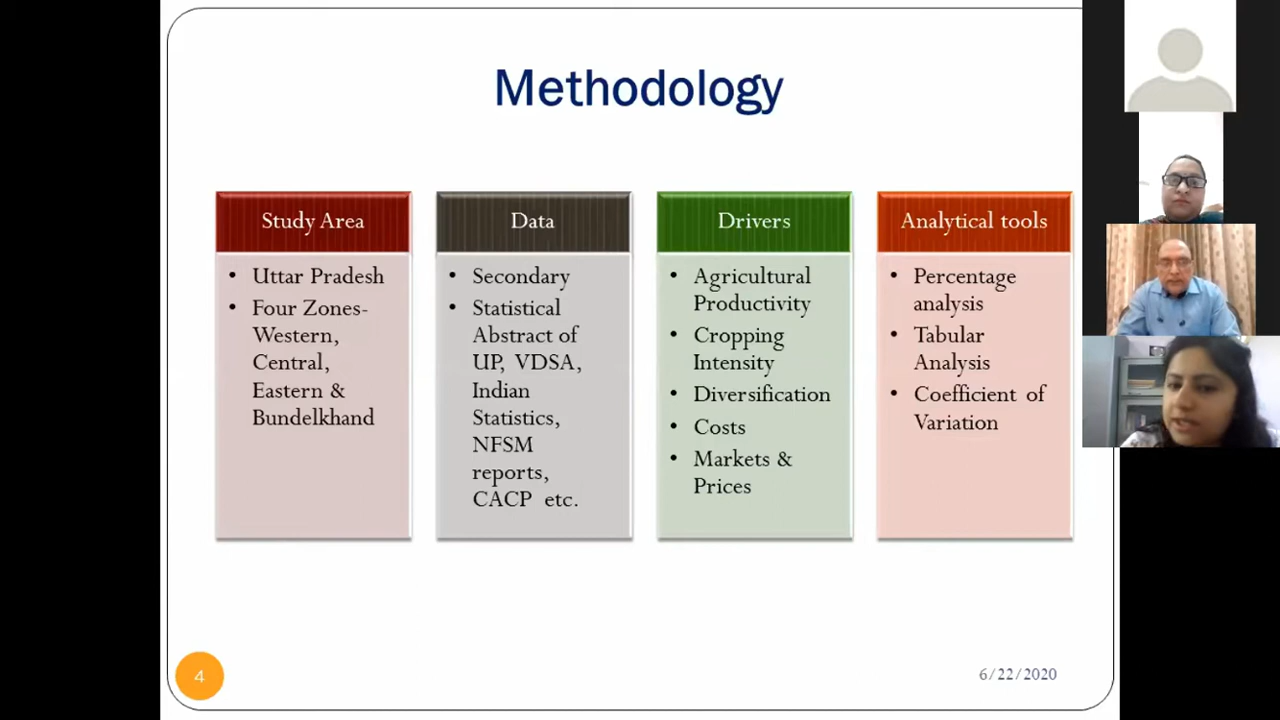 Methodology
Study Area
• Uttar Pradesh
• Four Zones-
Western,
Central,
Eastern &
Bundelkhand
Data
• Secondary
• Statistical
Abstract of
UP, VDSA,
Indian
Statistics,
NFSM
reports,
CACP etc.
Drivers
• Agricultural
Productivity
• Cropping
Intensity
• Diversification
• Costs
• Markets &
Prices
Analytical tools
• Percentage
analysis
• Tabular
Analysis
• Coefficient of
Variation
4
6/22/2020